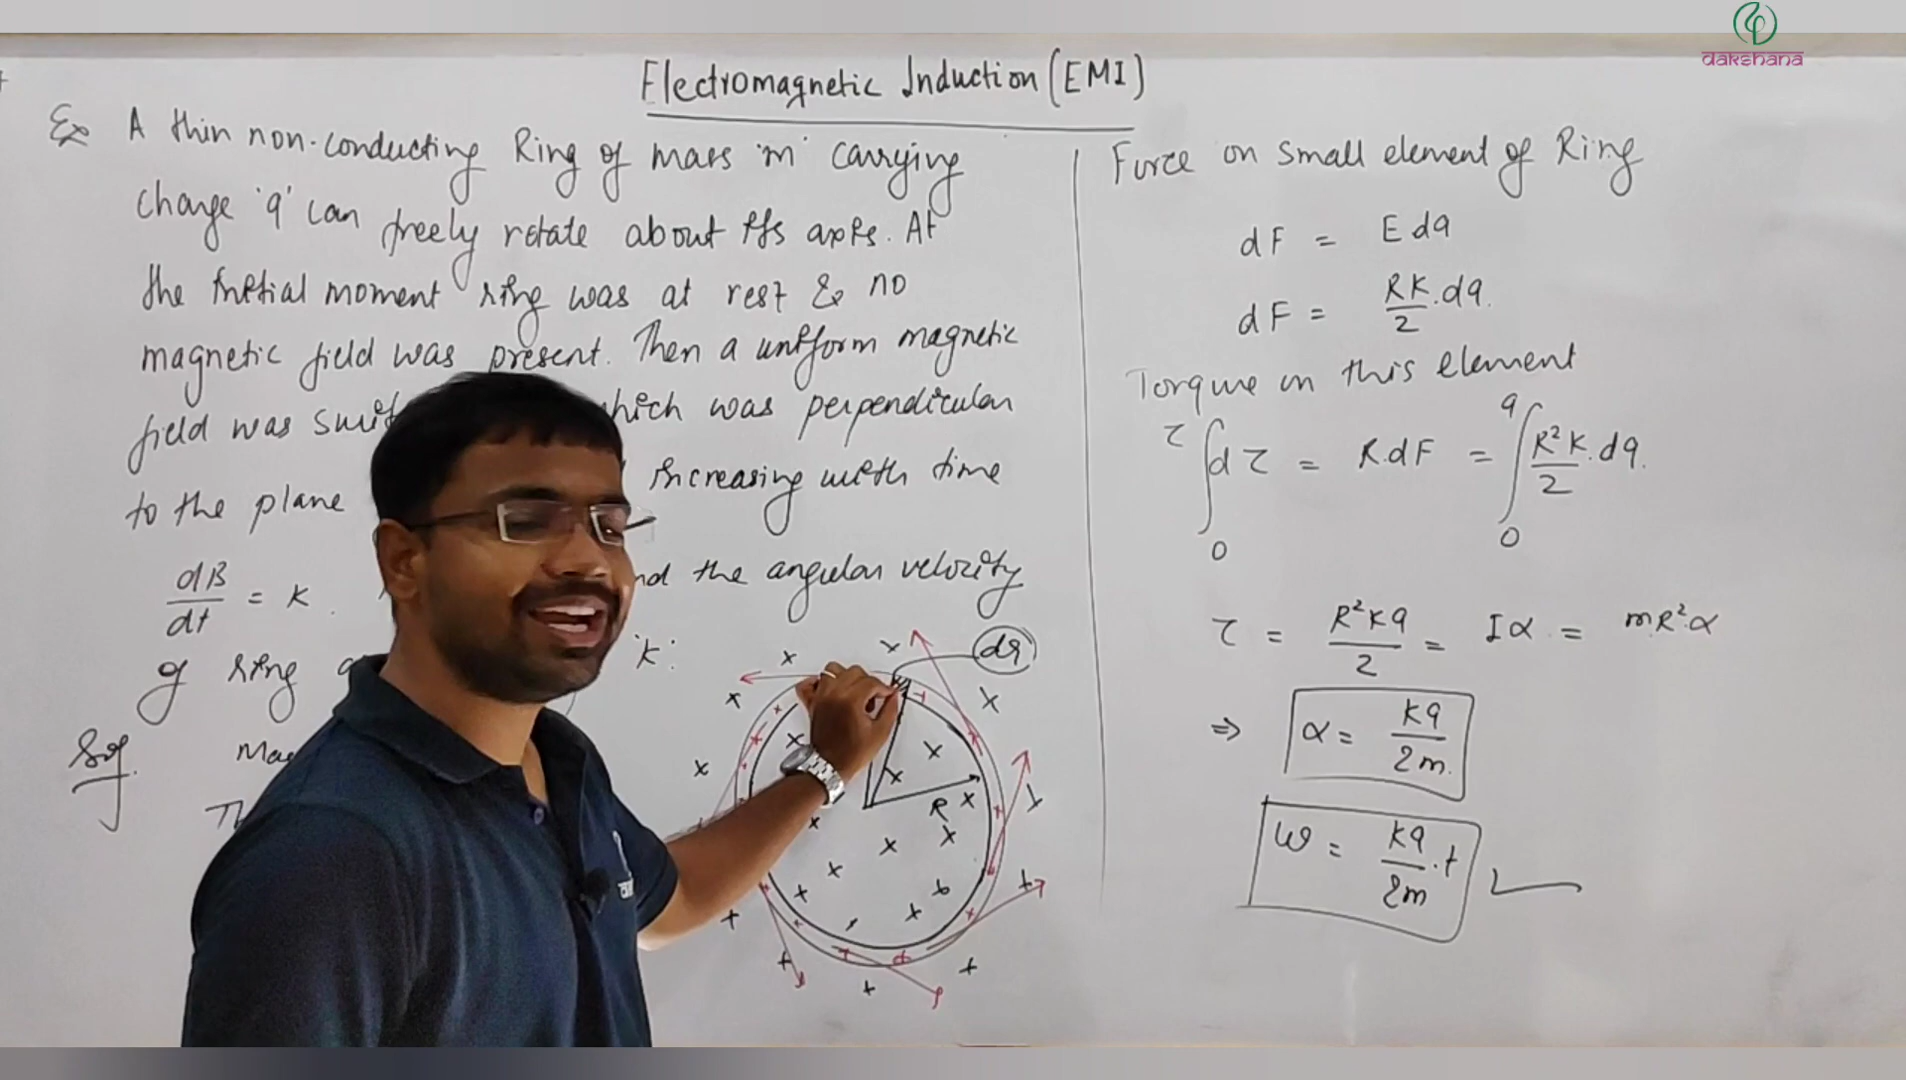 dakshana
Electromagnetic Induction (EMI)
Ex A thin non-conducting Ring of mass 'm' carrying
charge 'q' can freely rotate about its axis. At
the initial moment ring was at rest & no
magnetic field was present. Then a uniform magnetic
field was which was perpendicular
to the plane increasing with time
dB/dt = K. the angular velocity
of ring 'k'.
Sol.
dq
R
Force on small element of Ring
dF = E dq
dF = RK/2 . dq.
Torque on this element
∫₀^τ dτ = R.dF = ∫₀^q R²K/2 . dq.
τ = R²Kq/2 = Iα = mR².α
⇒ α = Kq/2m.
ω = Kq/2m . t